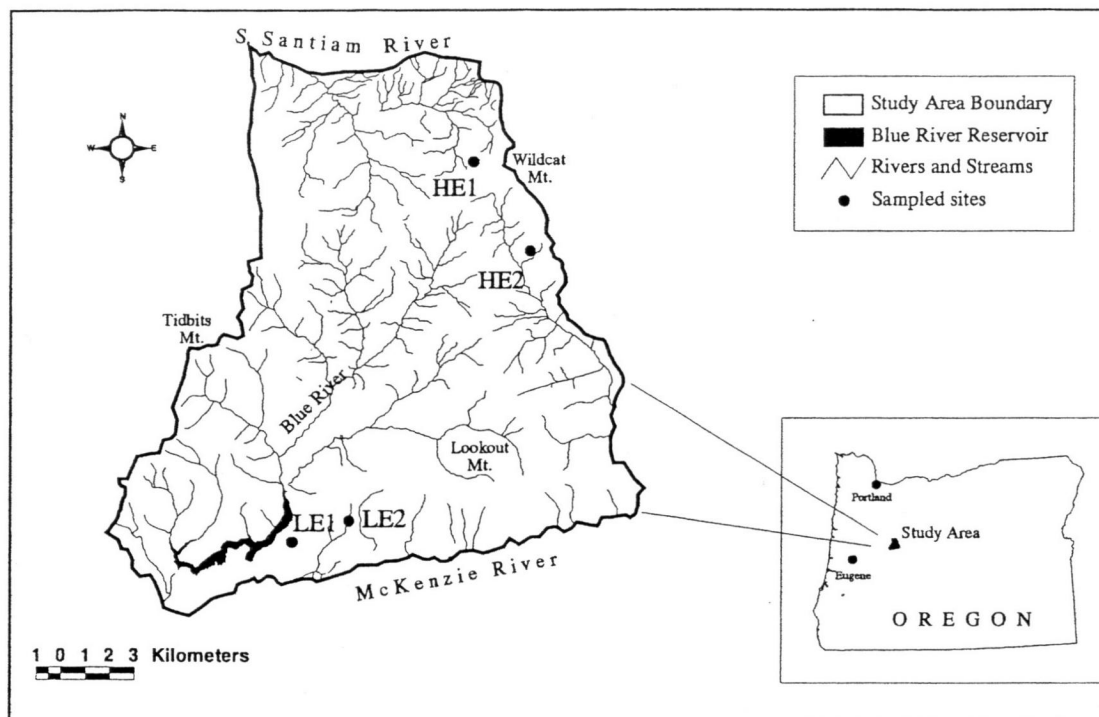 S. Santiam River
N
W E
S
Wildcat
Mt.
HE1
HE2
Tidbits
Mt.
Blue River
Lookout
Mt.
LE1
LE2
McKenzie River
1 0 1 2 3 Kilometers
Study Area Boundary
Blue River Reservoir
Rivers and Streams
Sampled sites
Portland
Study Area
Eugene
OREGON